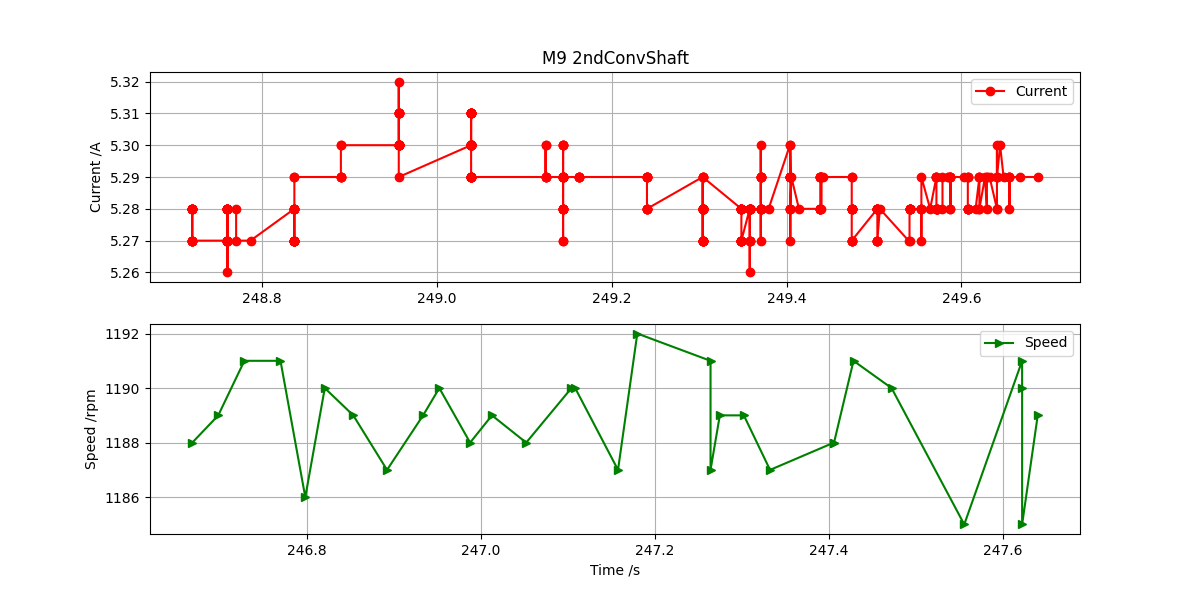 M9 2ndConvShaft
5.32
5.31
5.30
5.29
5.28
5.27
5.26
Current /A
Current
248.8 249.0 249.2 249.4 249.6
1192
1190
1188
1186
Speed /rpm
Speed
246.8 247.0 247.2 247.4 247.6
Time /s